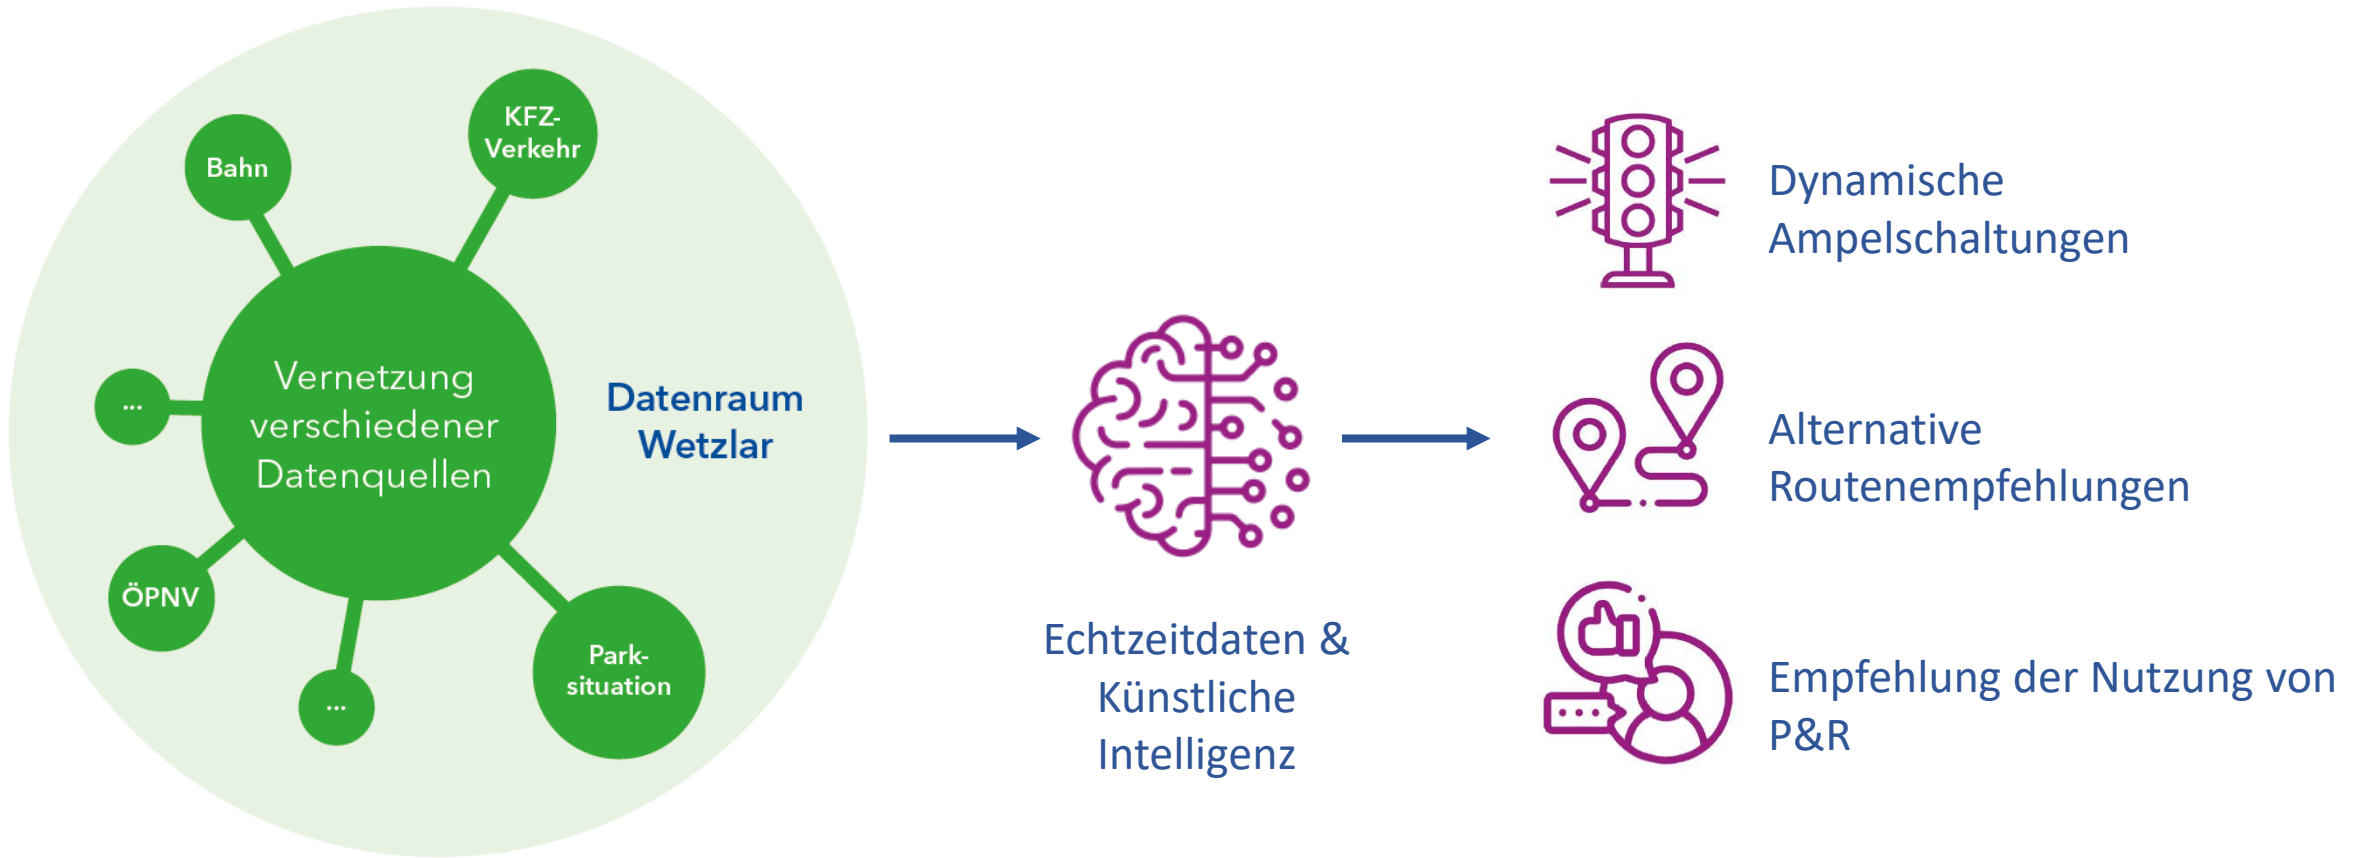 Bahn
KFZ-
Verkehr
Vernetzung
verschiedener
Datenquellen
...
ÖPNV
...
Park-
situation
Datenraum
Wetzlar
Echtzeitdaten &
Künstliche
Intelligenz
Dynamische
Ampelschaltungen
Alternative
Routenempfehlungen
Empfehlung der Nutzung von
P&R